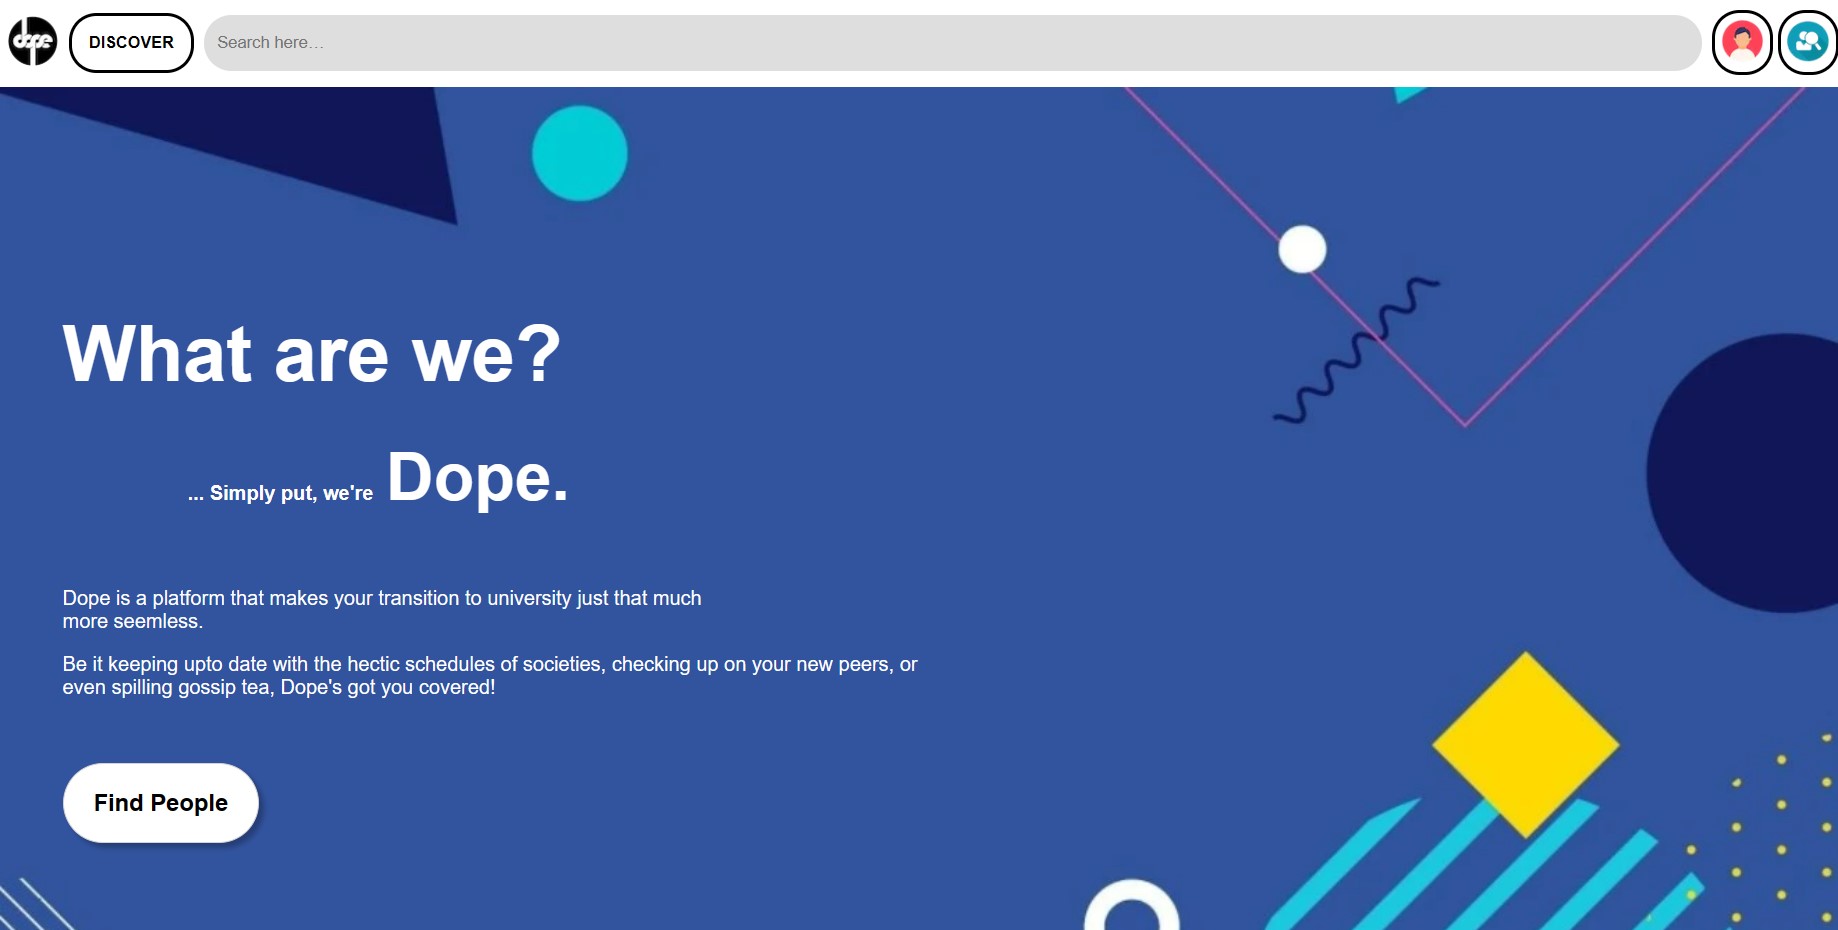 dope
DISCOVER
Search here...
What are we?
... Simply put, we're Dope.
Dope is a platform that makes your transition to university just that much
more seemless.
Be it keeping upto date with the hectic schedules of societies, checking up on your new peers, or
even spilling gossip tea, Dope's got you covered!
Find People